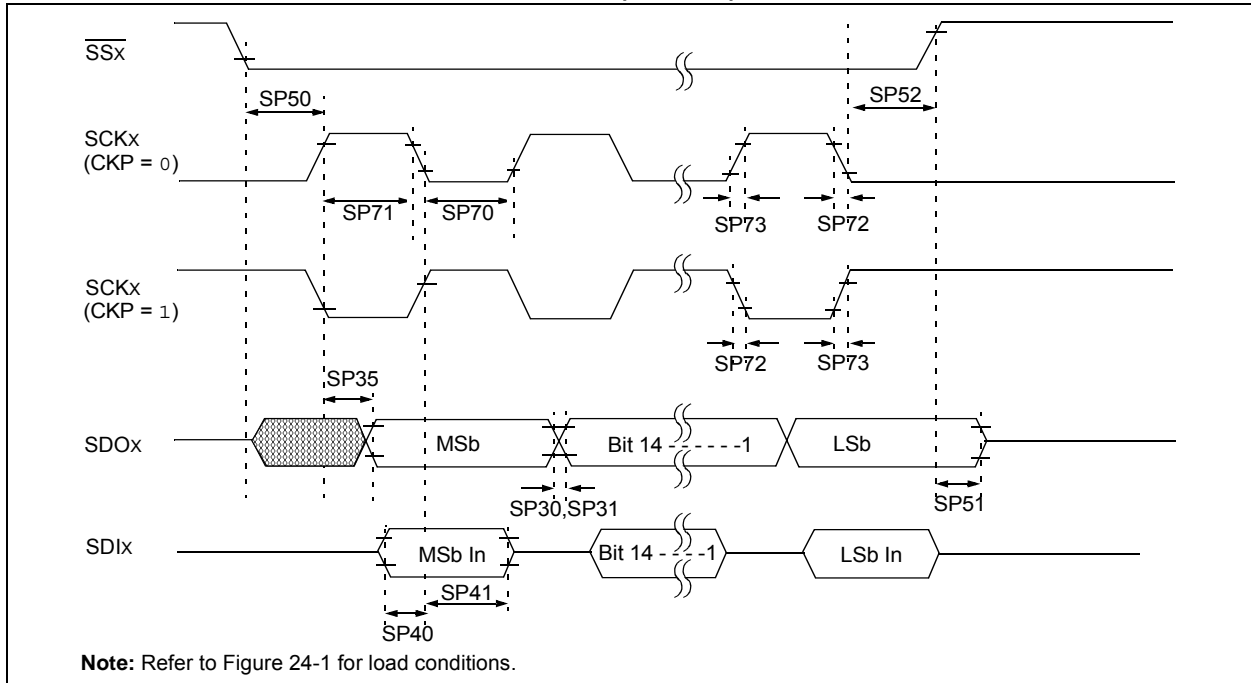 SSx
SP50
SP52
SCKx
(CKP = 0)
SP71
SP70
SP73
SP72
SCKx
(CKP = 1)
SP72
SP73
SP35
SDOx
MSb
Bit 14 - - - - - -1
LSb
SP30,SP31
SP51
SDIx
MSb In
Bit 14 - - - -1
LSb In
SP41
SP40
Note: Refer to Figure 24-1 for load conditions.